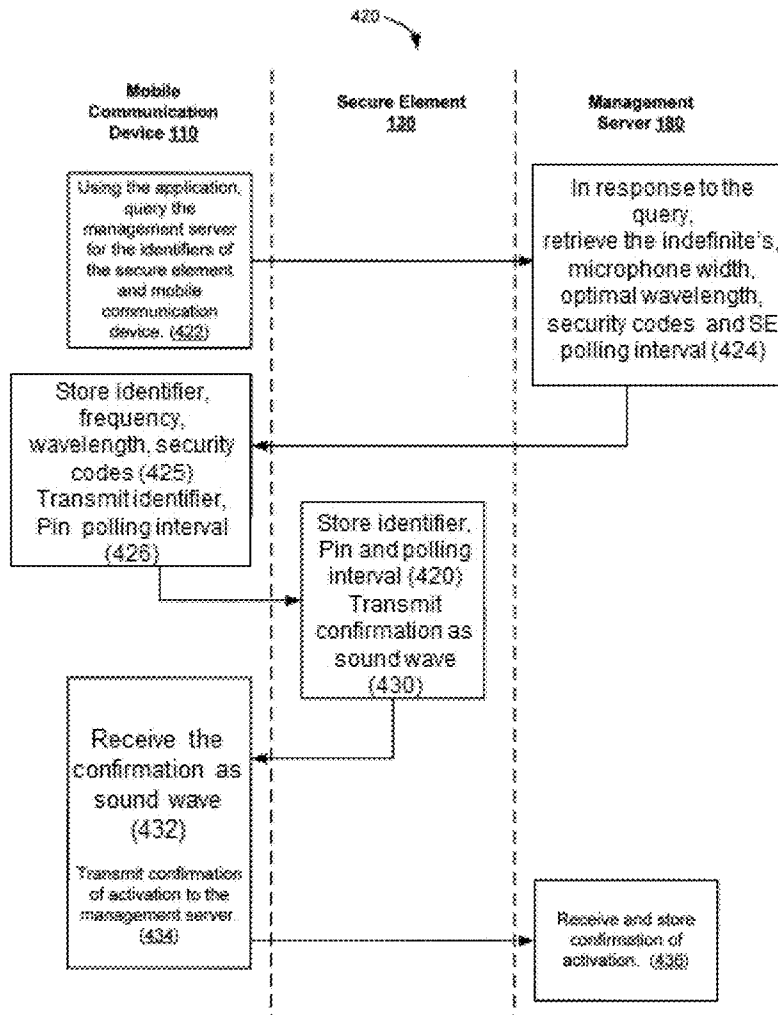 420
Mobile
Communication
Device 110
Secure Element
120
Management
Server 180
Using the application,
query the
management server
for the identifiers of
the secure element
and mobile
communication
device. (422)
In response to the
query,
retrieve the indefinite's,
microphone width,
optimal wavelength,
security codes and SE
polling interval (424)
Store identifier,
frequency,
wavelength, security
codes (425)
Transmit identifier,
Pin polling interval
(426)
Store identifier,
Pin and polling
interval (420)
Transmit
confirmation as
sound wave
(430)
Receive the
confirmation as
sound wave
(432)
Transmit confirmation
of activation to the
management server.
(434)
Receive and store
confirmation of
activation. (436)